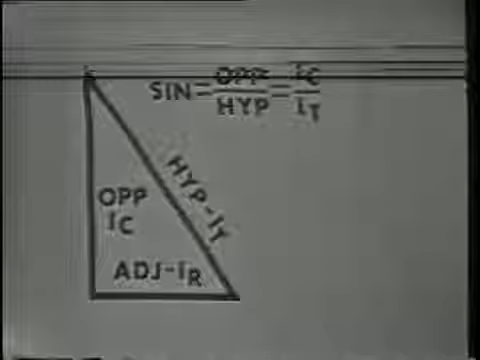 SIN=OPP/HYP=IC/IT
HYP-IT
OPP
IC
ADJ-IR